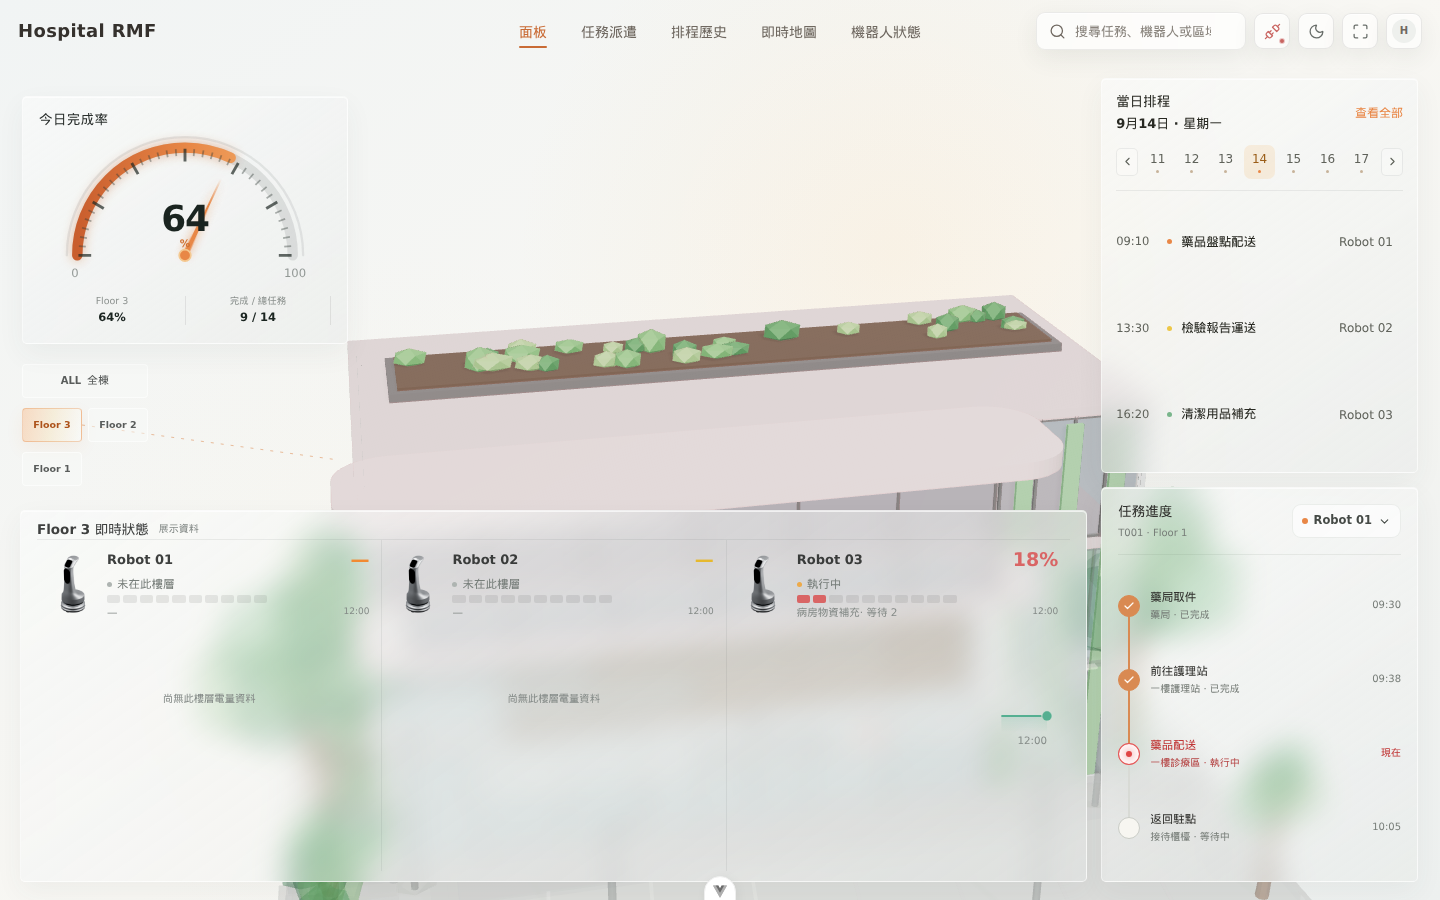 Hospital RMF
面板
任務派遣
排程歷史
即時地圖
機器人狀態
搜尋任務、機器人或區
H
今日完成率
64
%
0
100
Floor 3
64%
完成 / 總任務
9 / 14
ALL 全棟
Floor 3
Floor 2
Floor 1
當日排程
9月14日・星期一
查看全部
11
12
13
14
15
16
17
09:10
藥品盤點配送
Robot 01
13:30
檢驗報告運送
Robot 02
16:20
清潔用品補充
Robot 03
Floor 3 即時狀態 展示資料
Robot 01
—
未在此樓層
—
12:00
尚無此樓層電量資料
Robot 02
—
未在此樓層
—
12:00
尚無此樓層電量資料
Robot 03
18%
執行中
病房物資補充· 等待 2
12:00
12:00
任務進度
T001 · Floor 1
Robot 01
藥局取件
藥局 · 已完成
09:30
前往護理站
一樓護理站 · 已完成
09:38
藥品配送
一樓診療區 · 執行中
現在
返回駐點
接待櫃檯 · 等待中
10:05